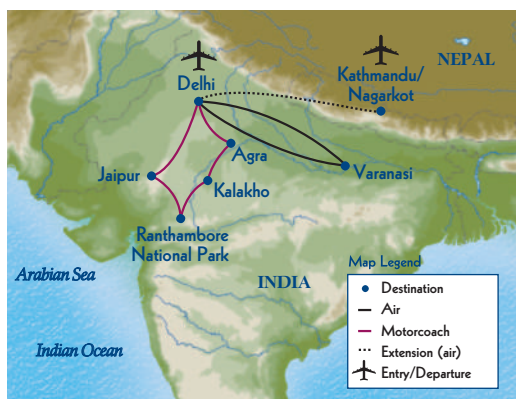 NEPAL
Kathmandu/
Nagarkot
Delhi
Agra
Varanasi
Jaipur
Kalakho
Ranthambore
National Park
Arabian Sea
INDIA
Indian Ocean
Map Legend
Destination
Air
Motorcoach
Extension (air)
Entry/Departure